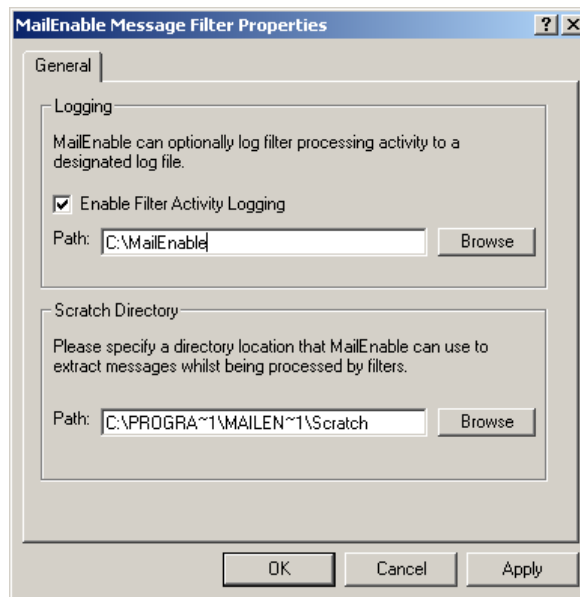 MailEnable Message Filter Properties ? X
General
Logging
MailEnable can optionally log filter processing activity to a
designated log file.
Enable Filter Activity Logging
Path: C:\MailEnable Browse
Scratch Directory
Please specify a directory location that MailEnable can use to
extract messages whilst being processed by filters.
Path: C:\PROGRA~1\MAILEN~1\Scratch Browse
OK Cancel Apply